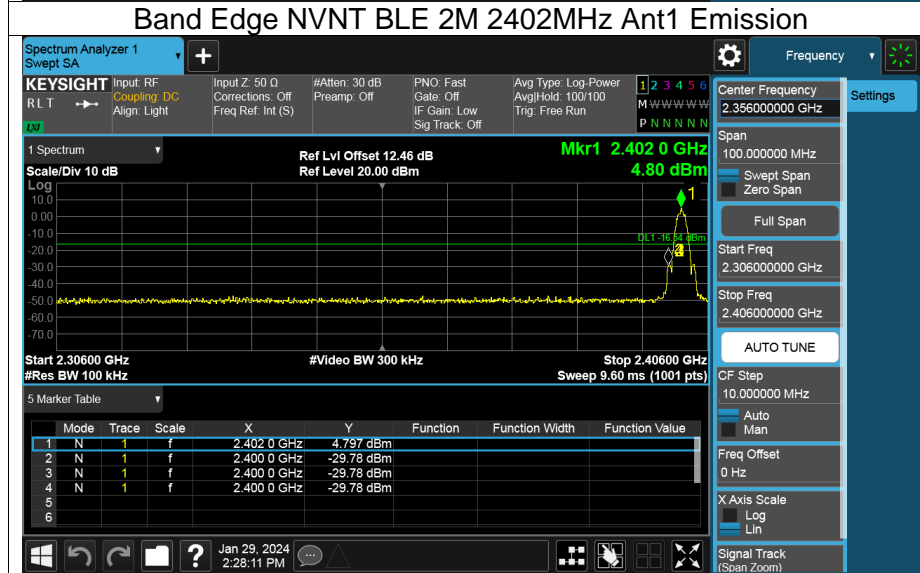 Band Edge NVNT BLE 2M 2402MHz Ant1 Emission
Spectrum Analyzer 1
Swept SA
+
Frequency
KEYSIGHT
RLT
LXI
Input: RF
Coupling: DC
Align: Light
Input Z: 50 Ω
Corrections: Off
Freq Ref: Int (S)
#Atten: 30 dB
Preamp: Off
PNO: Fast
Gate: Off
IF Gain: Low
Sig Track: Off
Avg Type: Log-Power
Avg|Hold: 100/100
Trig: Free Run
1 2 3 4 5 6
M W W W W W
P N N N N N
1 Spectrum
Scale/Div 10 dB
Ref Lvl Offset 12.46 dB
Ref Level 20.00 dBm
Mkr1 2.402 0 GHz
4.80 dBm
Log
10.0
0.00
-10.0
-20.0
-30.0
-40.0
-50.0
-60.0
-70.0
1
DL1 -16.54 dBm
Start 2.30600 GHz
#Video BW 300 kHz
Stop 2.40600 GHz
#Res BW 100 kHz
Sweep 9.60 ms (1001 pts)
5 Marker Table
Mode Trace Scale X Y Function Function Width Function Value
1 N 1 f 2.402 0 GHz 4.797 dBm
2 N 1 f 2.400 0 GHz -29.78 dBm
3 N 1 f 2.400 0 GHz -29.78 dBm
4 N 1 f 2.400 0 GHz -29.78 dBm
5
6
?
Jan 29, 2024
2:28:11 PM
Center Frequency
2.356000000 GHz
Settings
Span
100.000000 MHz
Swept Span
Zero Span
Full Span
Start Freq
2.306000000 GHz
Stop Freq
2.406000000 GHz
AUTO TUNE
CF Step
10.000000 MHz
Auto
Man
Freq Offset
0 Hz
X Axis Scale
Log
Lin
Signal Track
(Span Zoom)